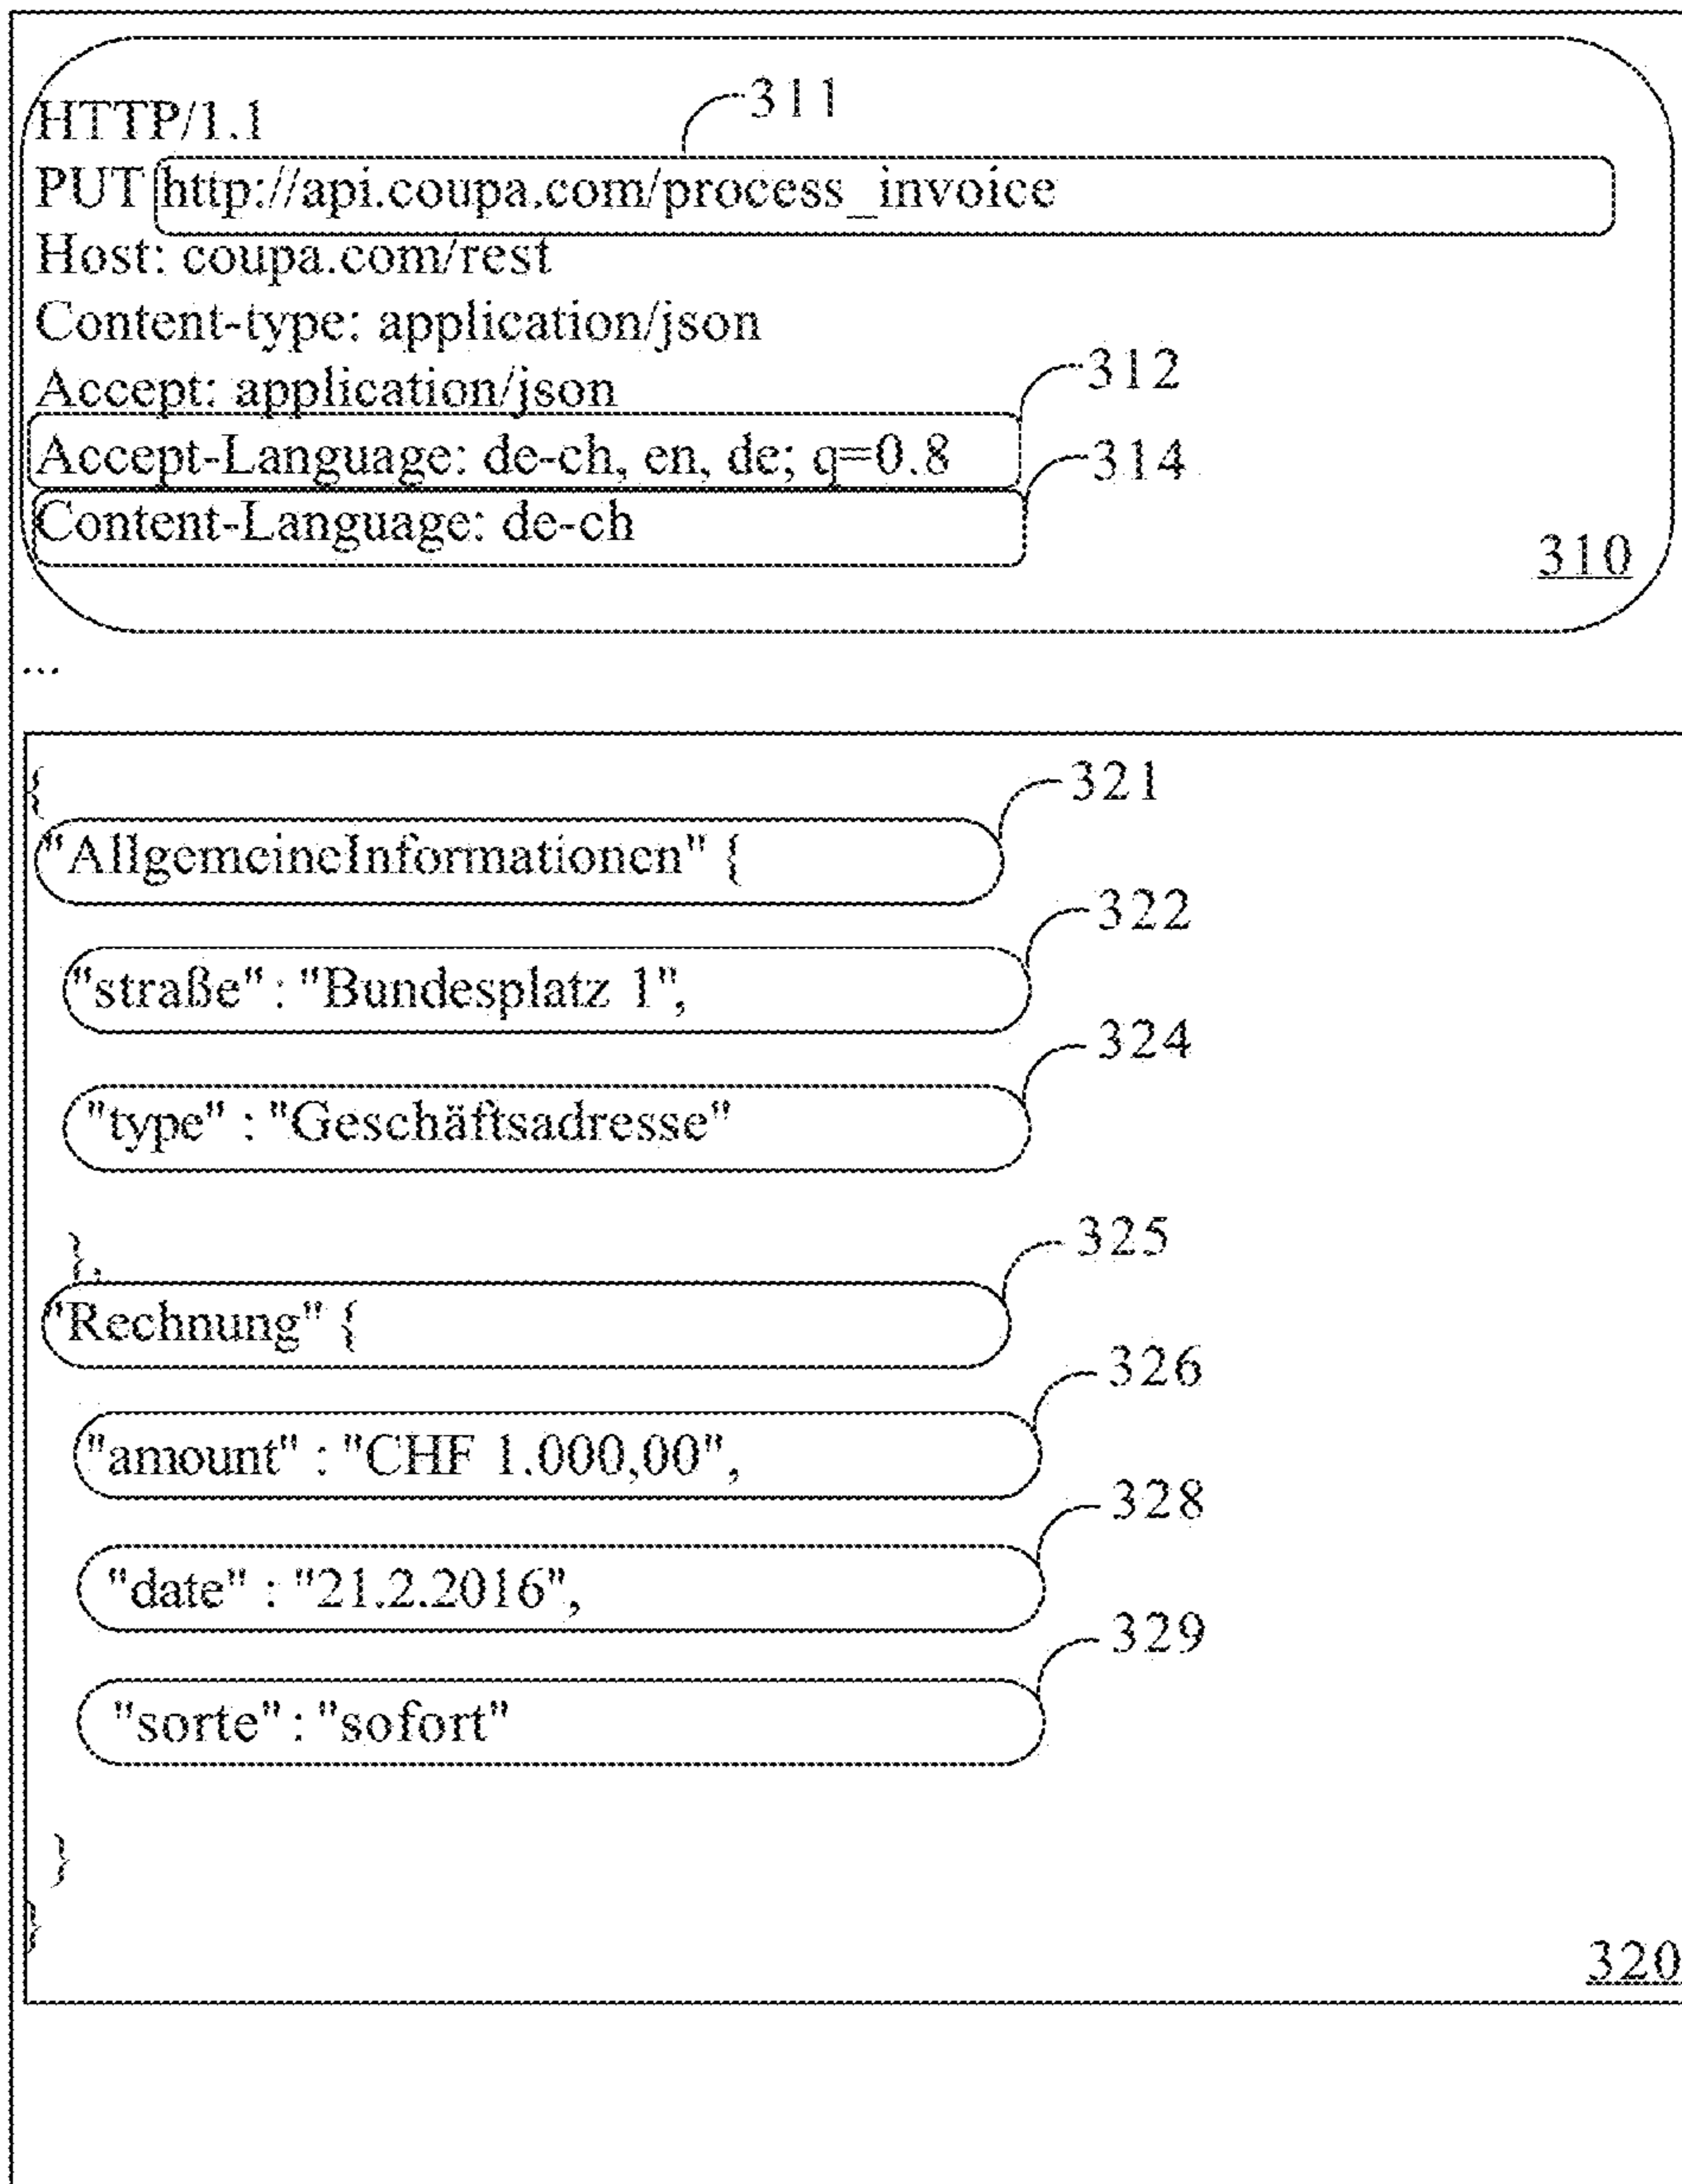 311
HTTP/1.1
PUT http://api.coupa.com/process_invoice
Host: coupa.com/rest
Content-type: application/json
312
Accept: application/json
Accept-Language: de-ch, en, de; q=0.8
314
Content-Language: de-ch
310
...
{
321
"AllgemeineInformationen" {
322
"straße": "Bundesplatz 1",
324
"type" : "Geschäftsadresse"
325
},
"Rechnung" {
326
"amount" : "CHF 1.000,00",
328
"date" : "21.2.2016",
329
"sorte": "sofort"
}
}
320